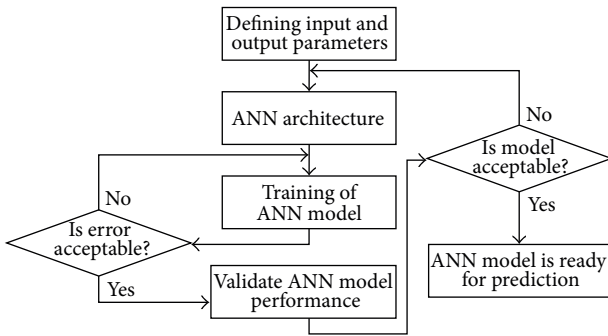 Defining input and
output parameters
ANN architecture
No
Is model
acceptable?
Yes
No
Training of
ANN model
Is error
acceptable?
Yes
Validate ANN model
performance
ANN model is ready
for prediction